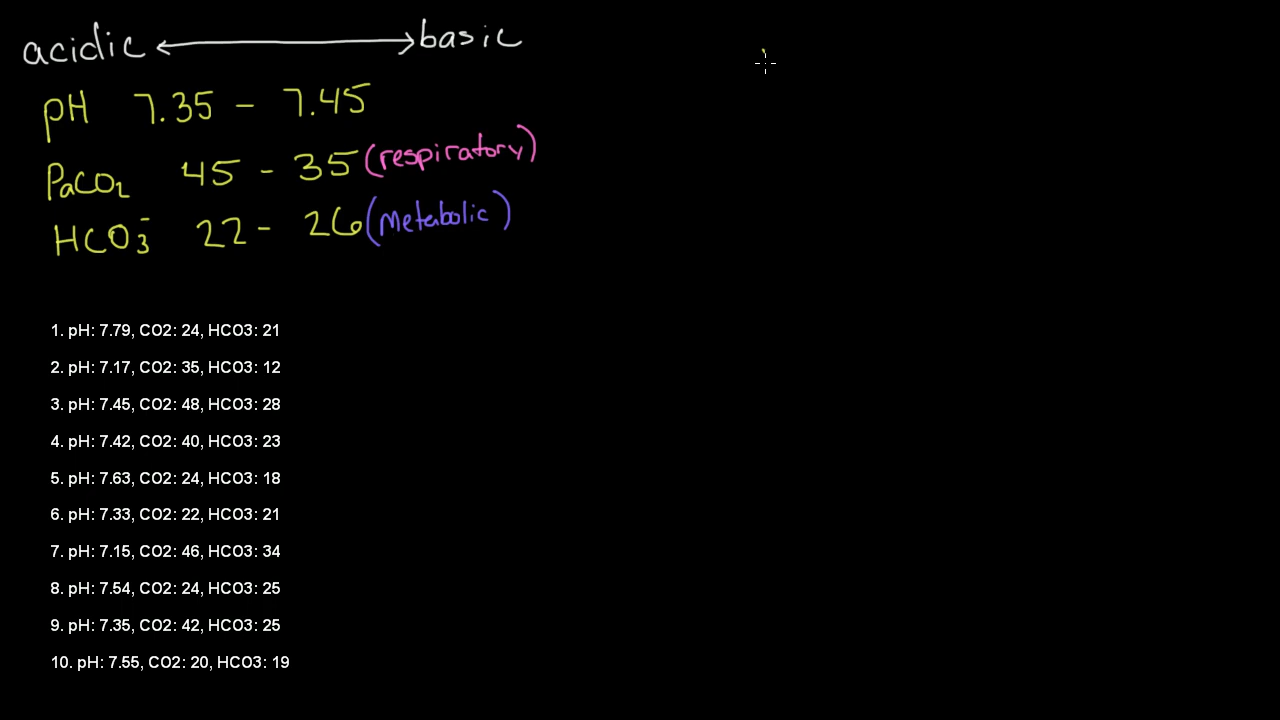 acidic ⟷ basic
pH 7.35 - 7.45
PaCO2 45 - 35 (respiratory)
HCO3⁻ 22 - 26 (Metabolic)
1. pH: 7.79, CO2: 24, HCO3: 21
2. pH: 7.17, CO2: 35, HCO3: 12
3. pH: 7.45, CO2: 48, HCO3: 28
4. pH: 7.42, CO2: 40, HCO3: 23
5. pH: 7.63, CO2: 24, HCO3: 18
6. pH: 7.33, CO2: 22, HCO3: 21
7. pH: 7.15, CO2: 46, HCO3: 34
8. pH: 7.54, CO2: 24, HCO3: 25
9. pH: 7.35, CO2: 42, HCO3: 25
10. pH: 7.55, CO2: 20, HCO3: 19